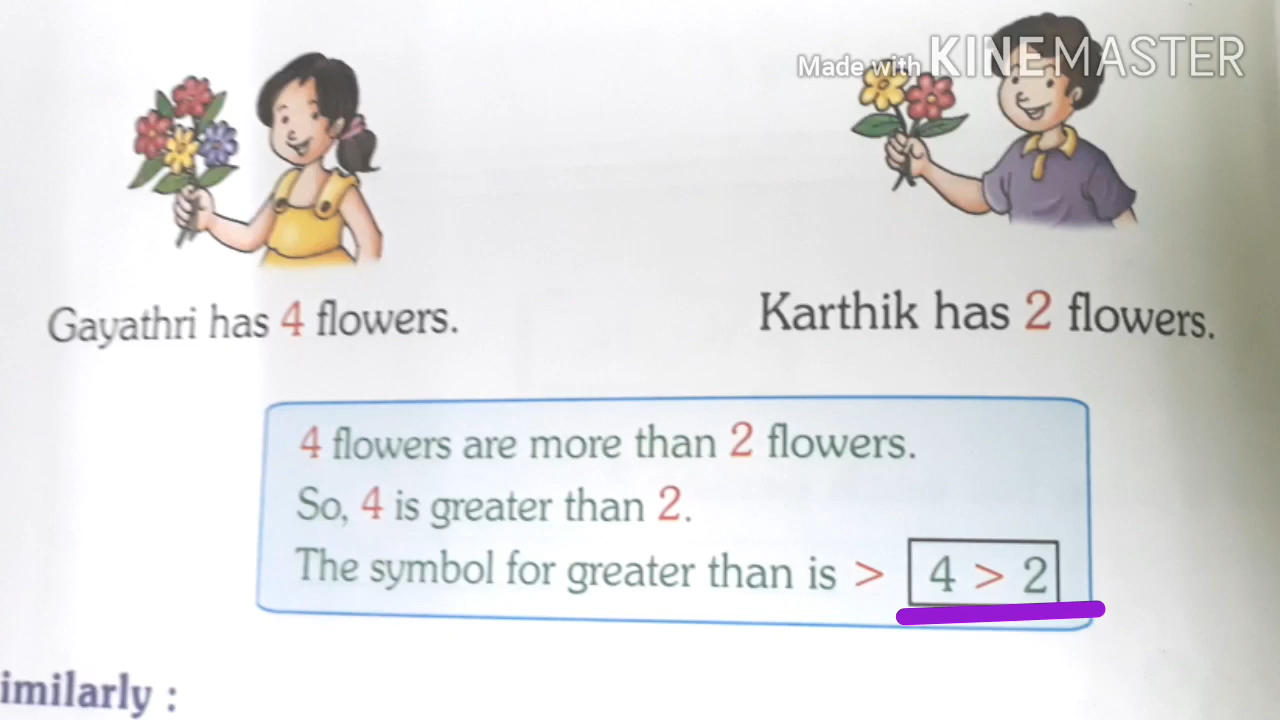 Made with KINEMASTER
Gayathri has 4 flowers.
Karthik has 2 flowers.
4 flowers are more than 2 flowers.
So, 4 is greater than 2.
The symbol for greater than is > 4 > 2
imilarly :